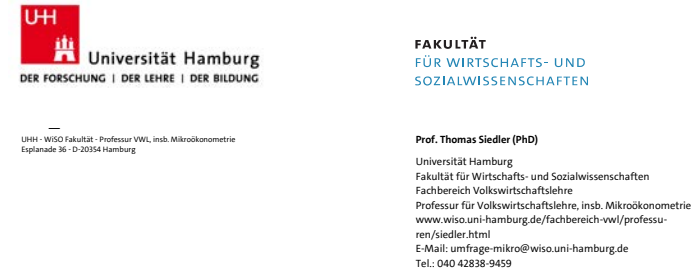 UHH
Universität Hamburg
DER FORSCHUNG | DER LEHRE | DER BILDUNG
FAKULTÄT
FÜR WIRTSCHAFTS- UND
SOZIALWISSENSCHAFTEN
UHH - WiSO Fakultät - Professur VWL, insb. Mikroökonometrie
Esplanade 36 - D-20354 Hamburg
Prof. Thomas Siedler (PhD)
Universität Hamburg
Fakultät für Wirtschafts- und Sozialwissenschaften
Fachbereich Volkswirtschaftslehre
Professur für Volkswirtschaftslehre, insb. Mikroökonometrie
www.wiso.uni-hamburg.de/fachbereich-vwl/professu-
ren/siedler.html
E-Mail: umfrage-mikro@wiso.uni-hamburg.de
Tel.: 040 42838-9459